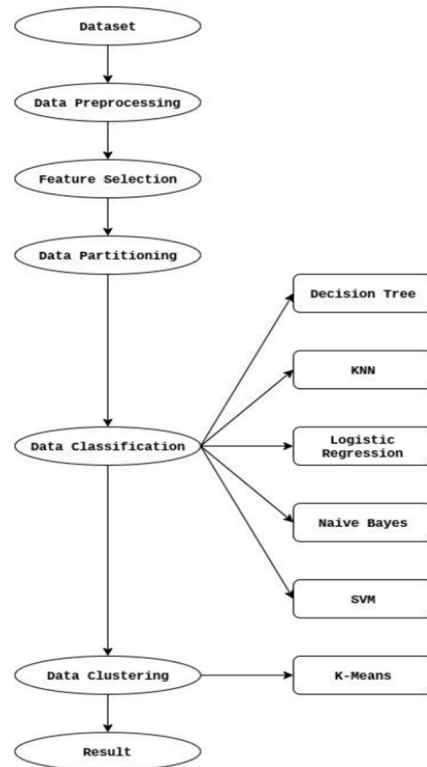 Dataset
Data Preprocessing
Feature Selection
Data Partitioning
Decision Tree
KNN
Data Classification
Logistic
Regression
Naive Bayes
SVM
Data Clustering
K-Means
Result